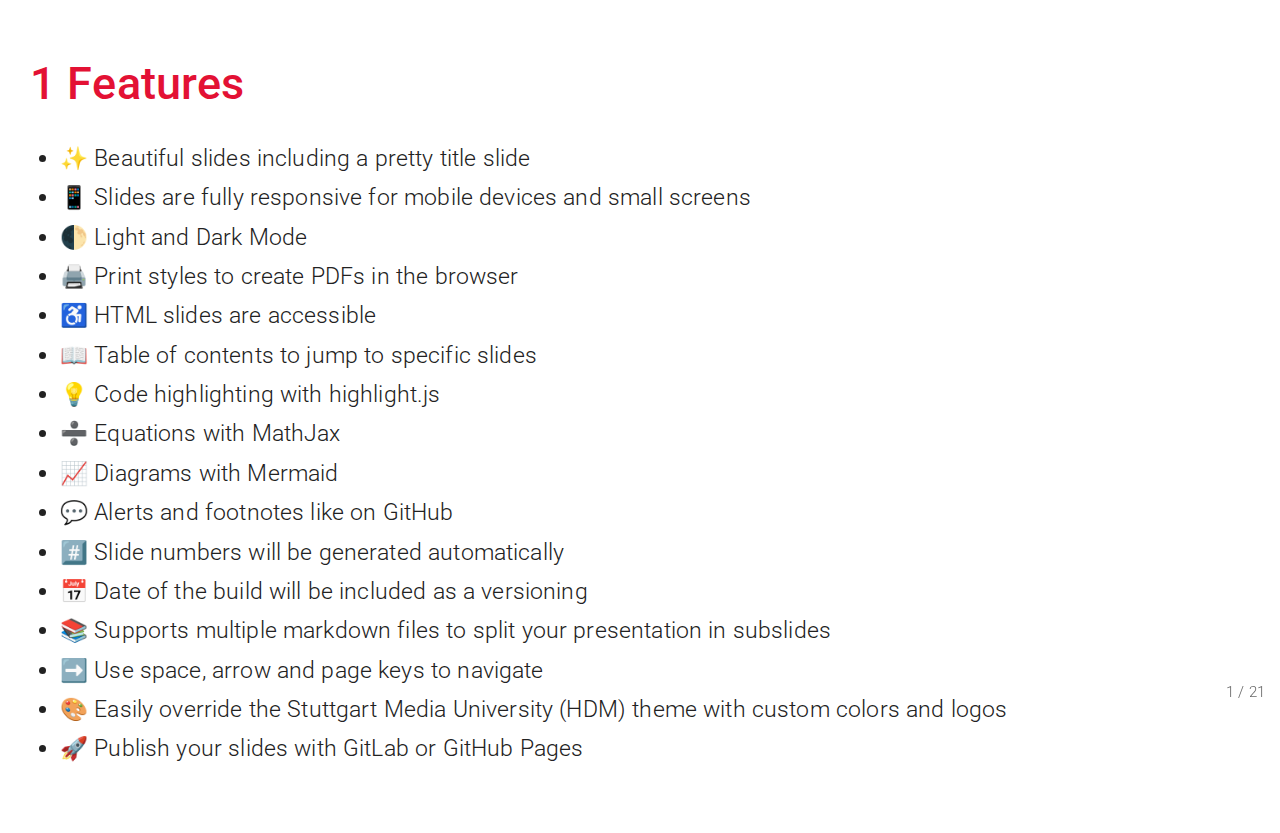 1 Features
• ✨ Beautiful slides including a pretty title slide
• 📱 Slides are fully responsive for mobile devices and small screens
• 🌓 Light and Dark Mode
• 🖨️ Print styles to create PDFs in the browser
• ♿ HTML slides are accessible
• 📖 Table of contents to jump to specific slides
• 💡 Code highlighting with highlight.js
• ➗ Equations with MathJax
• 📈 Diagrams with Mermaid
• 💬 Alerts and footnotes like on GitHub
• #️⃣ Slide numbers will be generated automatically
• 📅 Date of the build will be included as a versioning
• 📚 Supports multiple markdown files to split your presentation in subslides
• ➡️ Use space, arrow and page keys to navigate
• 🎨 Easily override the Stuttgart Media University (HDM) theme with custom colors and logos
• 🚀 Publish your slides with GitLab or GitHub Pages
1 / 21